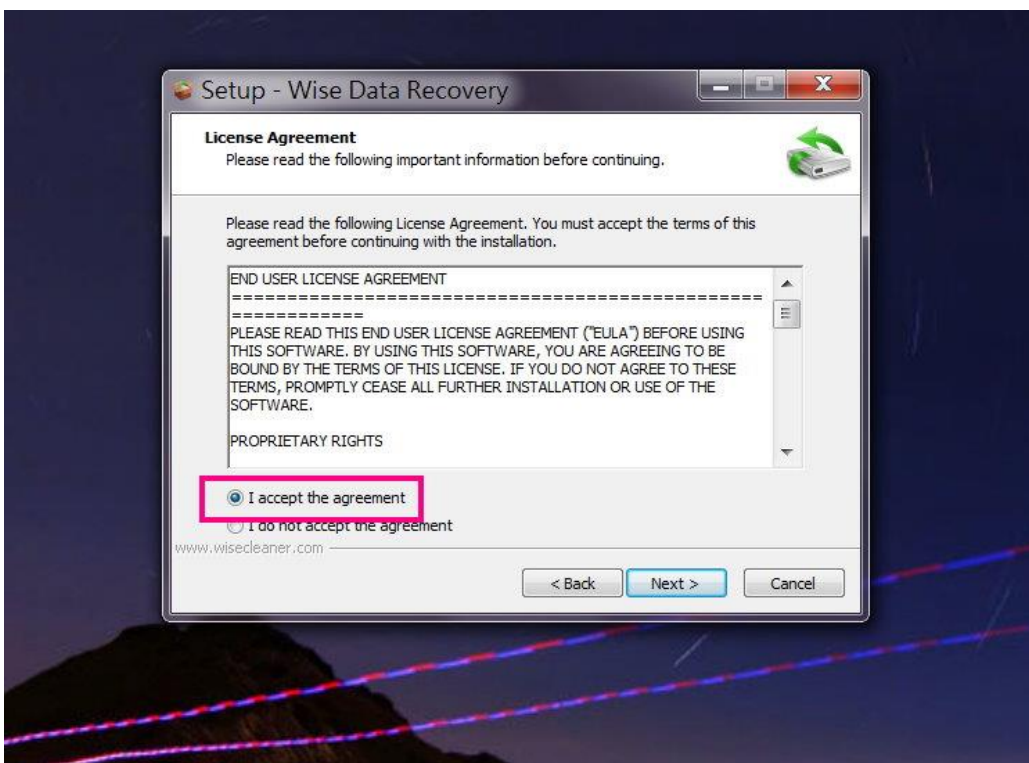 Setup - Wise Data Recovery
License Agreement
Please read the following important information before continuing.
Please read the following License Agreement. You must accept the terms of this
agreement before continuing with the installation.
END USER LICENSE AGREEMENT
================================================
============
PLEASE READ THIS END USER LICENSE AGREEMENT ("EULA") BEFORE USING
THIS SOFTWARE. BY USING THIS SOFTWARE, YOU ARE AGREEING TO BE
BOUND BY THE TERMS OF THIS LICENSE. IF YOU DO NOT AGREE TO THESE
TERMS, PROMPTLY CEASE ALL FURTHER INSTALLATION OR USE OF THE
SOFTWARE.
PROPRIETARY RIGHTS
I accept the agreement
I do not accept the agreement
www.wisecleaner.com
< Back
Next >
Cancel